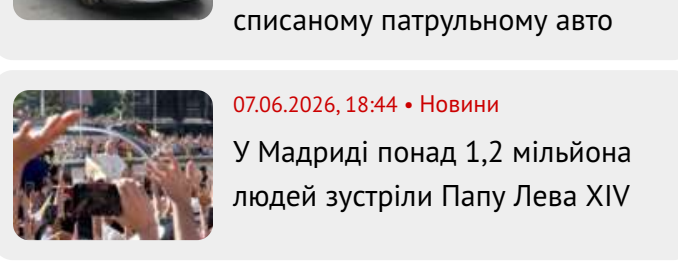 списаному патрульному авто
07.06.2026, 18:44 • Новини
У Мадриді понад 1,2 мільйона
людей зустріли Папу Лева XIV